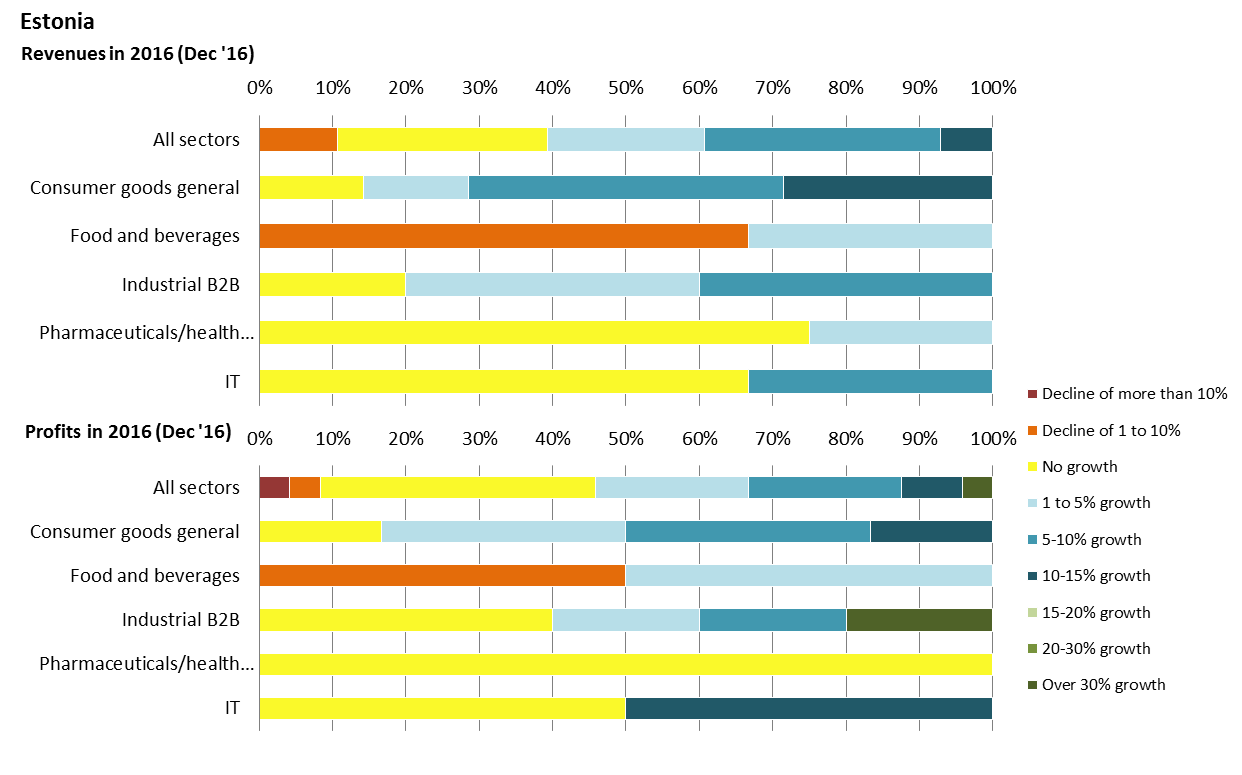 Estonia
Revenues in 2016 (Dec '16)
0% 10% 20% 30% 40% 50% 60% 70% 80% 90% 100%
All sectors
Consumer goods general
Food and beverages
Industrial B2B
Pharmaceuticals/health...
IT
Profits in 2016 (Dec '16)
0% 10% 20% 30% 40% 50% 60% 70% 80% 90% 100%
All sectors
Consumer goods general
Food and beverages
Industrial B2B
Pharmaceuticals/health...
IT
Decline of more than 10%
Decline of 1 to 10%
No growth
1 to 5% growth
5-10% growth
10-15% growth
15-20% growth
20-30% growth
Over 30% growth